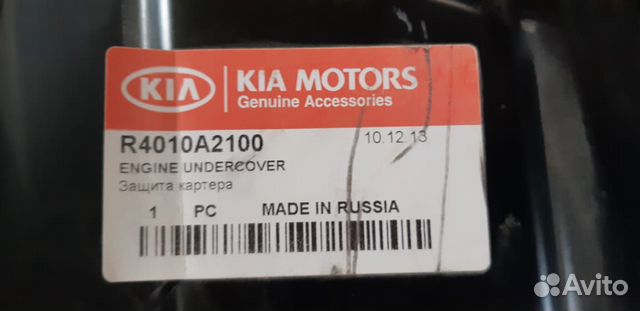 KIA
KIA MOTORS
Genuine Accessories
R4010A2100 10.12.13
ENGINE UNDERCOVER
Защита картера
1 PC MADE IN RUSSIA
Avito